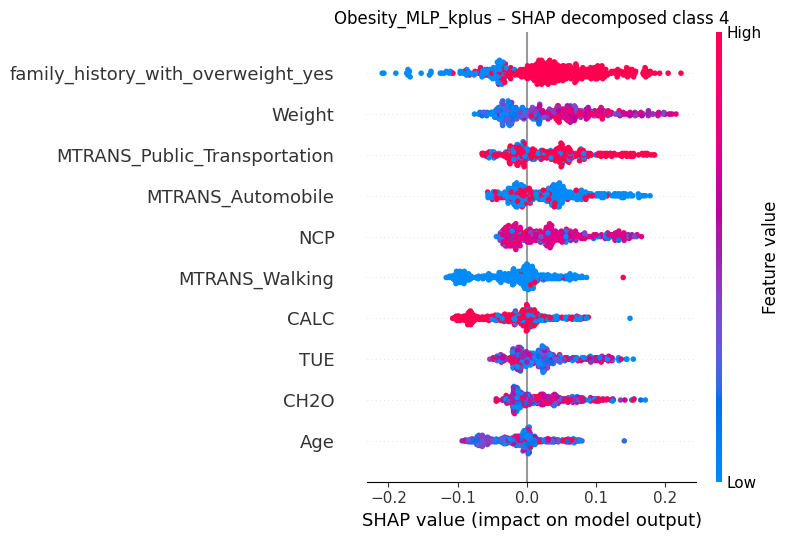 Obesity_MLP_kplus – SHAP decomposed class 4
High
family_history_with_overweight_yes
Weight
MTRANS_Public_Transportation
MTRANS_Automobile
NCP
MTRANS_Walking
CALC
TUE
CH2O
Age
Feature value
Low
−0.2 −0.1 0.0 0.1 0.2
SHAP value (impact on model output)